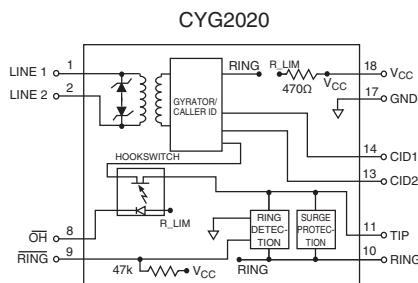 CYG2020
LINE 1
1
LINE 2
2
GYRATOR/
CALLER ID
RING
R_LIM
470Ω
VCC
18
VCC
17
GND
14
CID1
13
CID2
HOOKSWITCH
R_LIM
RING
DETEC-
TION
SURGE
PROTEC-
TION
11
TIP
10
RING
OH
8
RING
9
47k
VCC
RING